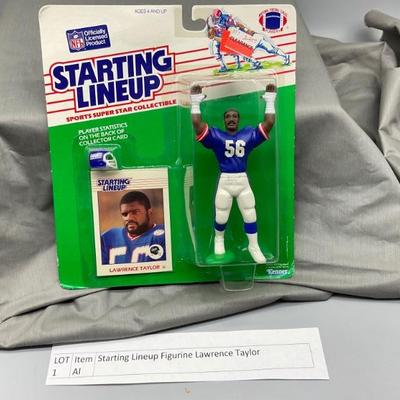 AGES 4 AND UP
NFL
Officially
Licensed
Product
STARTING
LINEUP
SPORTS SUPER STAR COLLECTIBLE
PLAYER STATISTICS
ON THE BACK OF
COLLECTOR CARD
STARTING
LINEUP
56
LAWRENCE TAYLOR
Kenner
LOT Item Starting Lineup Figurine Lawrence Taylor
1 AI